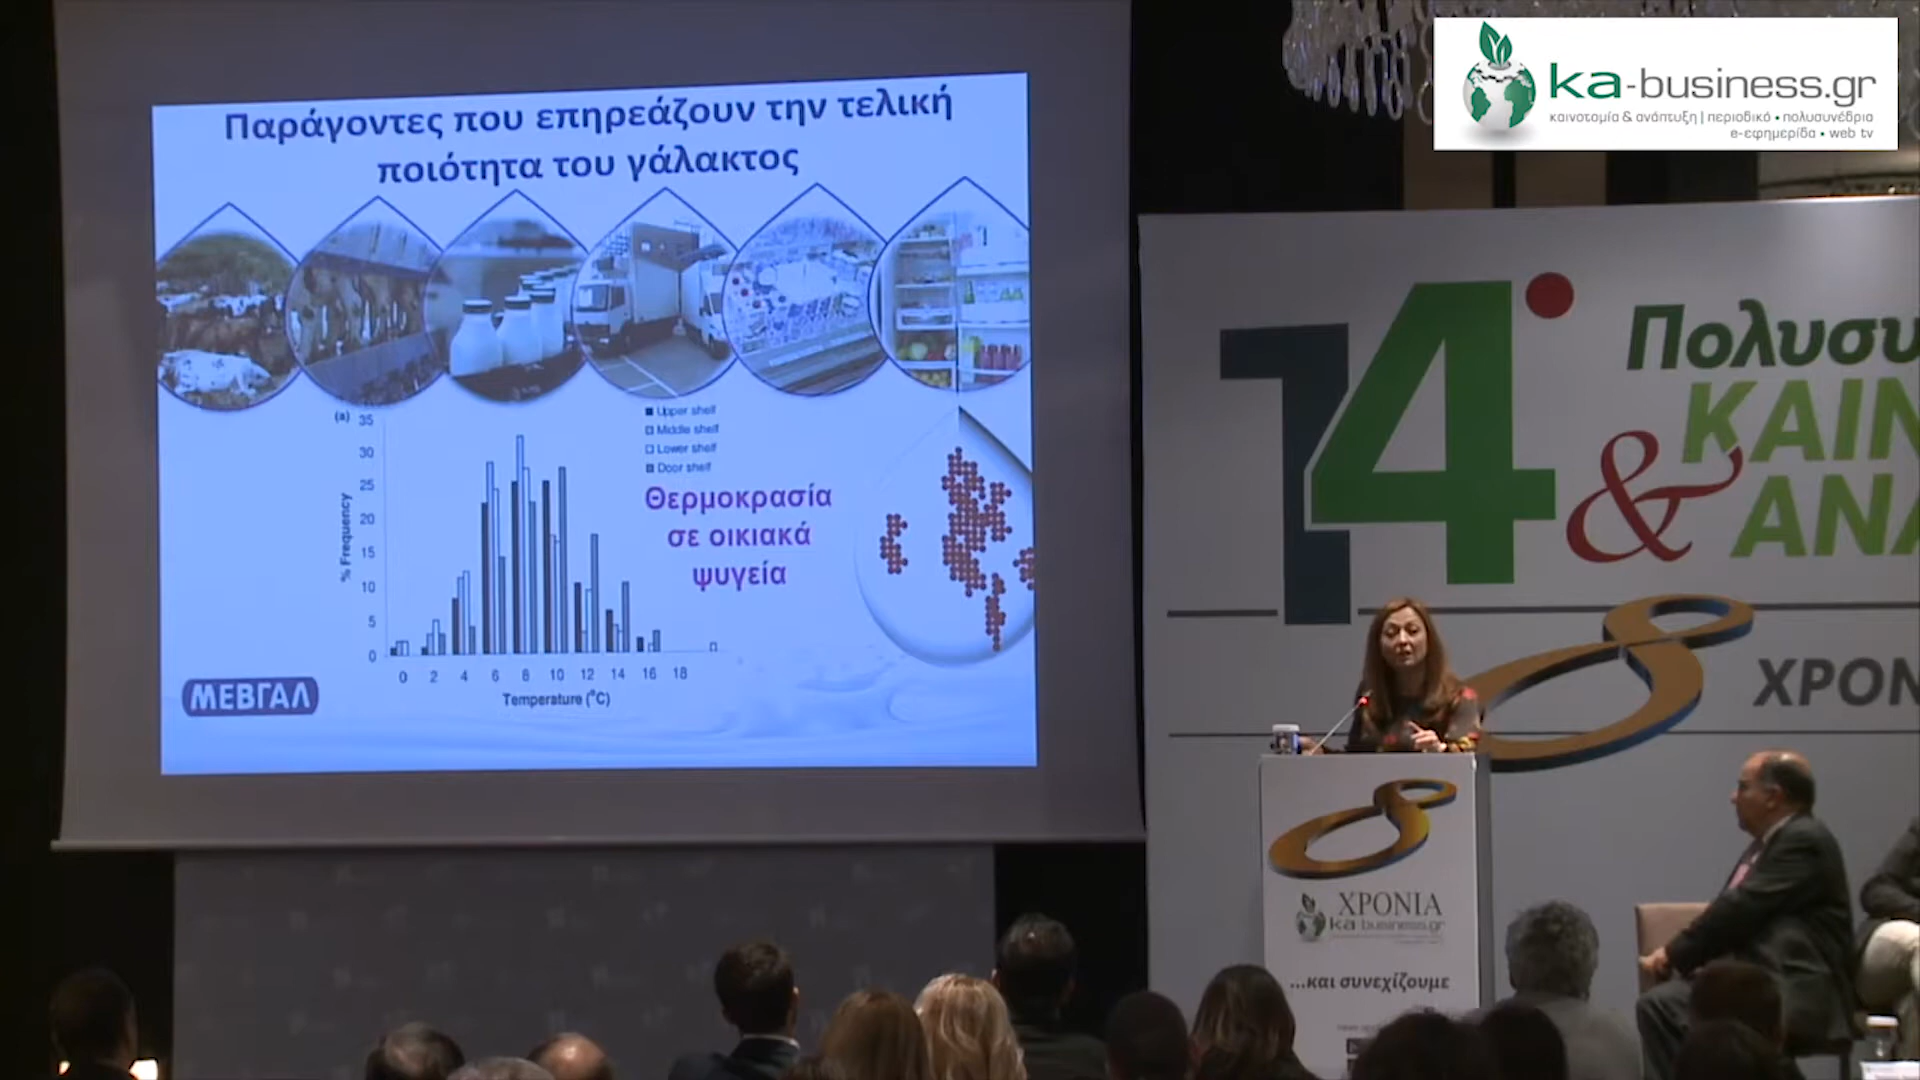 Παράγοντες που επηρεάζουν την τελική
ποιότητα του γάλακτος
(a)
35
30
25
20
15
10
5
0
% Frequency
0 2 4 6 8 10 12 14 16 18
Temperature (°C)
Upper shelf
Middle shelf
Lower shelf
Door shelf
Θερμοκρασία
σε οικιακά
ψυγεία
ΜΕΒΓΑΛ
ka-business.gr
καινοτομία & ανάπτυξη | περιοδικό • πολυσυνέδρια
e-εφημερίδα • web tv
14°
Πολυσυ
ΚΑΙΝ
& ΑΝΑ
8 ΧΡΟΝ
8
ΧΡΟΝΙΑ
ka business.gr
...και συνεχίζουμε